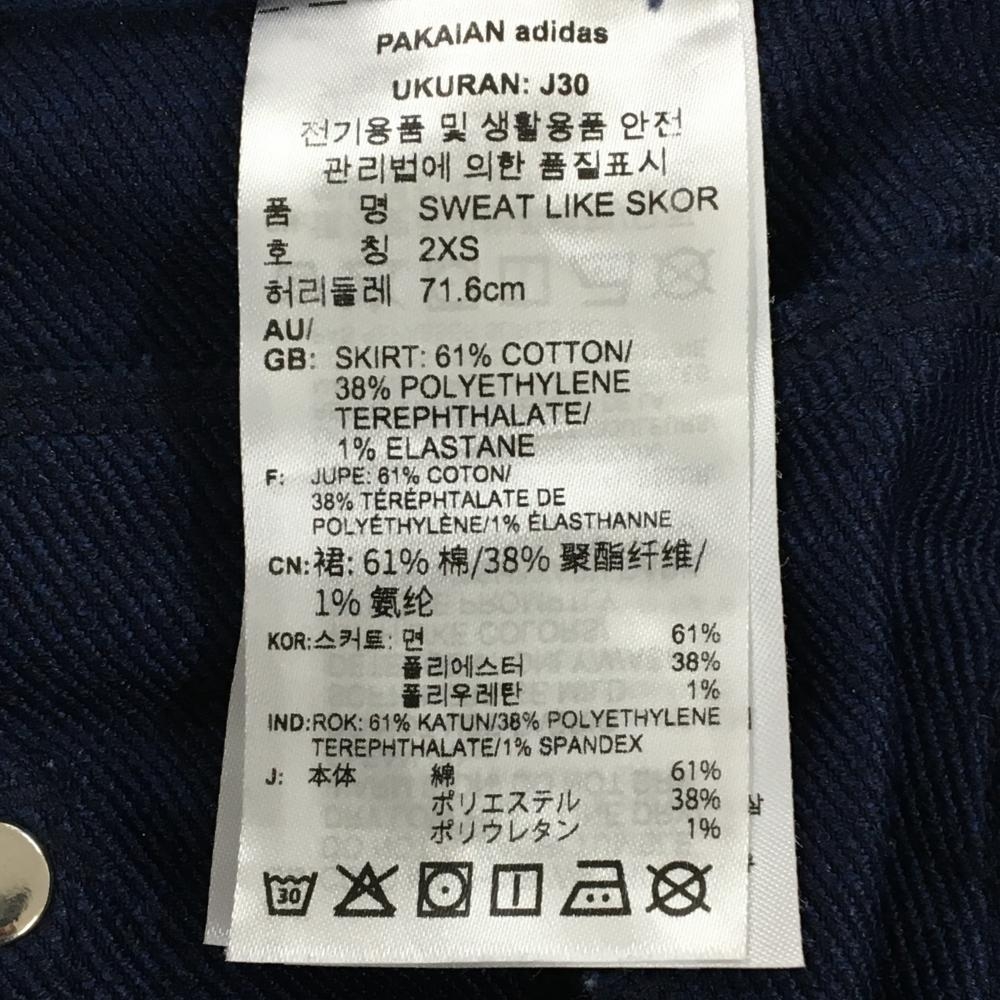 PAKAIAN adidas
UKURAN: J30
전기용품 및 생활용품 안전
관리법에 의한 품질표시
품 명 SWEAT LIKE SKOR
호 칭 2XS
허리둘레 71.6cm
AU/
GB: SKIRT: 61% COTTON/
38% POLYETHYLENE
TEREPHTHALATE/
1% ELASTANE
F: JUPE: 61% COTON/
38% TÉRÉPHTALATE DE
POLYÉTHYLÈNE/1% ÉLASTHANNE
CN: 裙: 61% 棉/38% 聚酯纤维/
1% 氨纶
KOR:스커트: 면 61%
폴리에스터 38%
폴리우레탄 1%
IND:ROK: 61% KATUN/38% POLYETHYLENE
TEREPHTHALATE/1% SPANDEX
J: 本体 綿 61%
ポリエステル 38%
ポリウレタン 1%
30